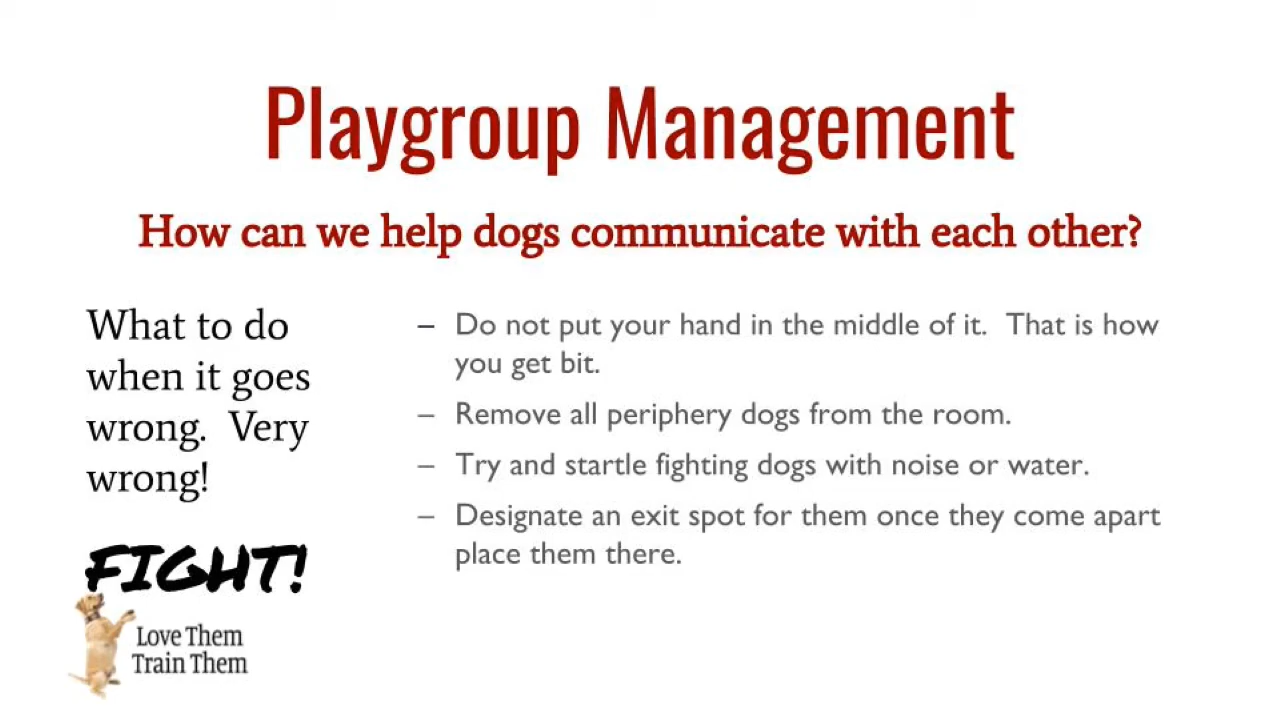 Playgroup Management
How can we help dogs communicate with each other?
What to do
when it goes
wrong.  Very
wrong!
FIGHT!
– Do not put your hand in the middle of it.  That is how
you get bit.
– Remove all periphery dogs from the room.
– Try and startle fighting dogs with noise or water.
– Designate an exit spot for them once they come apart
place them there.
Love Them
Train Them